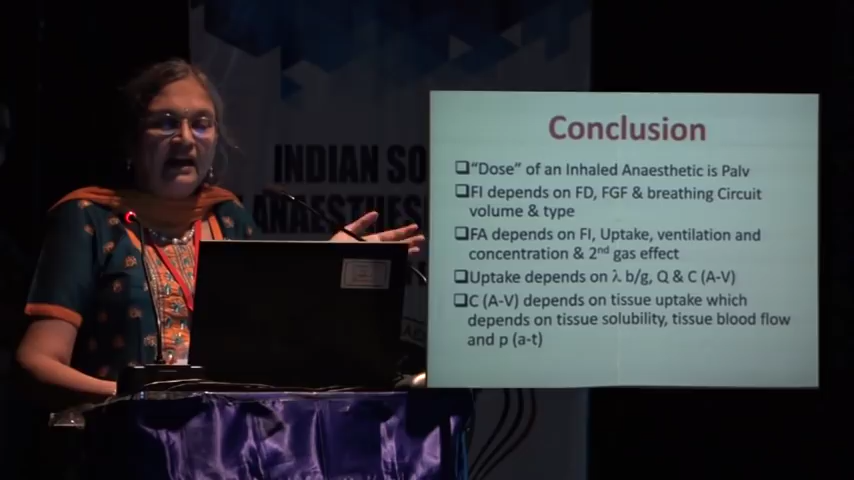 INDIAN SO
ANAESTHES
Conclusion
❑"Dose" of an Inhaled Anaesthetic is Palv
❑FI depends on FD, FGF & breathing Circuit
volume & type
❑FA depends on FI, Uptake, ventilation and
concentration & 2nd gas effect
❑Uptake depends on λ b/g, Q & C (A-V)
❑C (A-V) depends on tissue uptake which
depends on tissue solubility, tissue blood flow
and p (a-t)